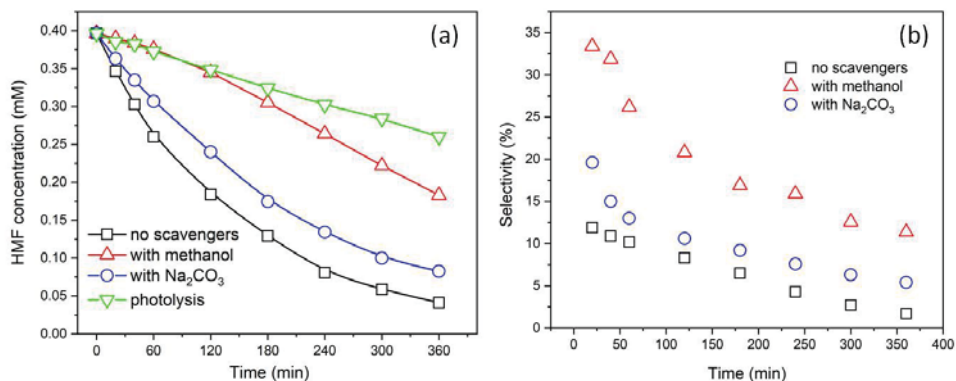 (a)
HMF concentration (mM)
0.40
0.35
0.30
0.25
0.20
0.15
0.10
0.05
0.00
no scavengers
with methanol
with Na₂CO₃
photolysis
0 60 120 180 240 300 360
Time (min)
(b)
Selectivity (%)
35
30
25
20
15
10
5
0
no scavengers
with methanol
with Na₂CO₃
0 50 100 150 200 250 300 350 400
Time (min)